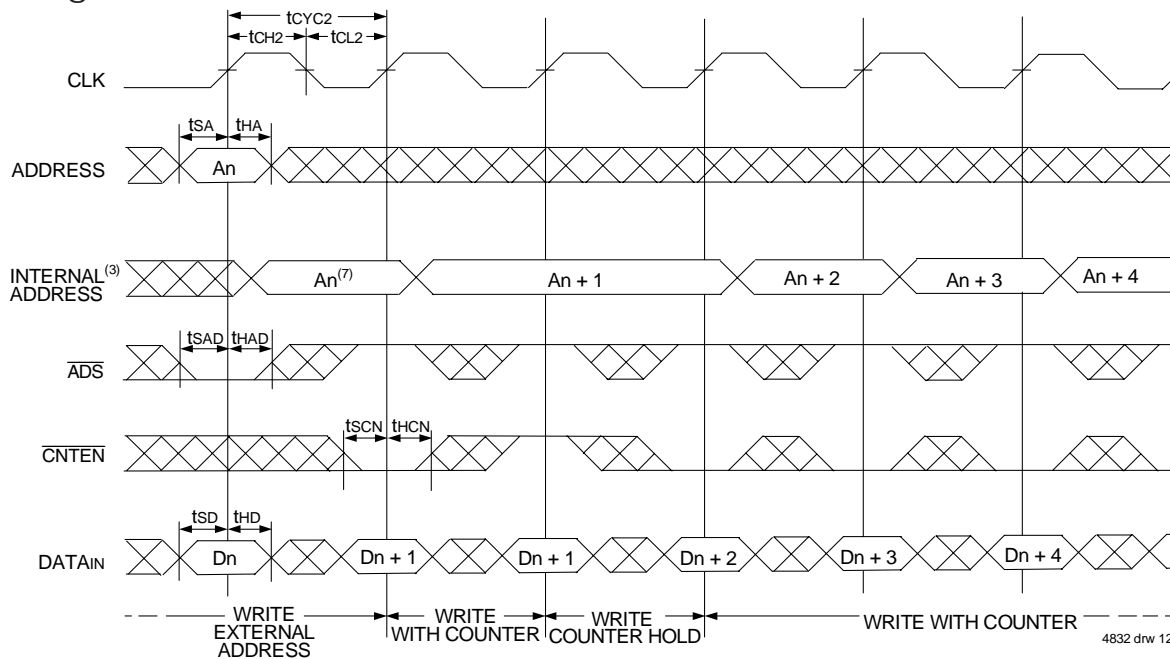 tCYC2
tCH2 tCL2
CLK
tSA tHA
ADDRESS An
INTERNAL(3) ADDRESS An(7) An + 1 An + 2 An + 3 An + 4
tSAD tHAD
ADS
tSCN tHCN
CNTEN
tSD tHD
DATAIN Dn Dn + 1 Dn + 1 Dn + 2 Dn + 3 Dn + 4
WRITE EXTERNAL ADDRESS
WRITE WITH COUNTER
WRITE COUNTER HOLD
WRITE WITH COUNTER
4832 drw 12